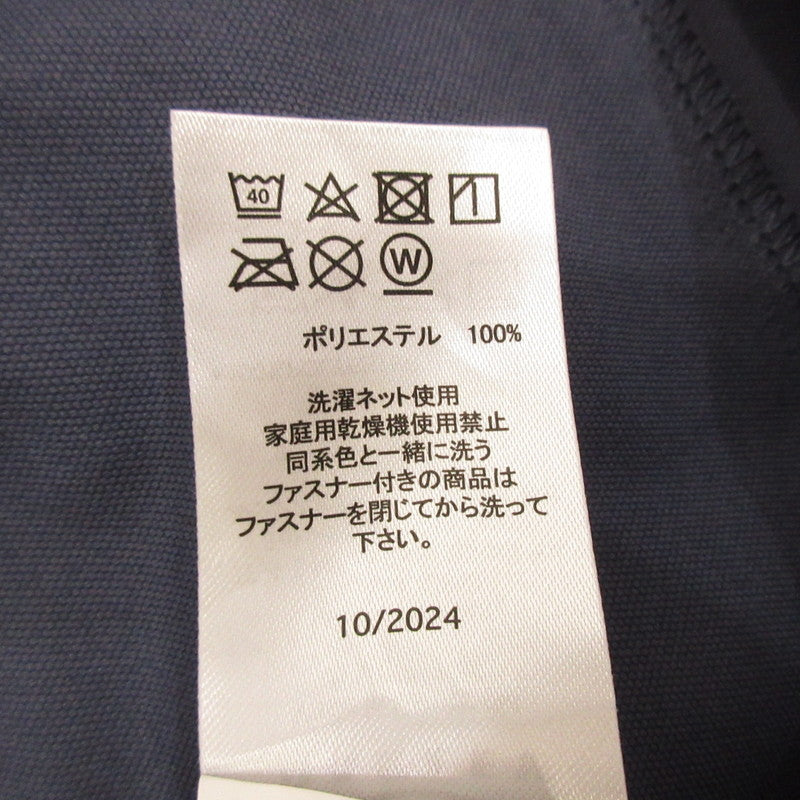 40
W
ポリエステル 100%
洗濯ネット使用
家庭用乾燥機使用禁止
同系色と一緒に洗う
ファスナー付きの商品は
ファスナーを閉じてから洗って
下さい。
10/2024